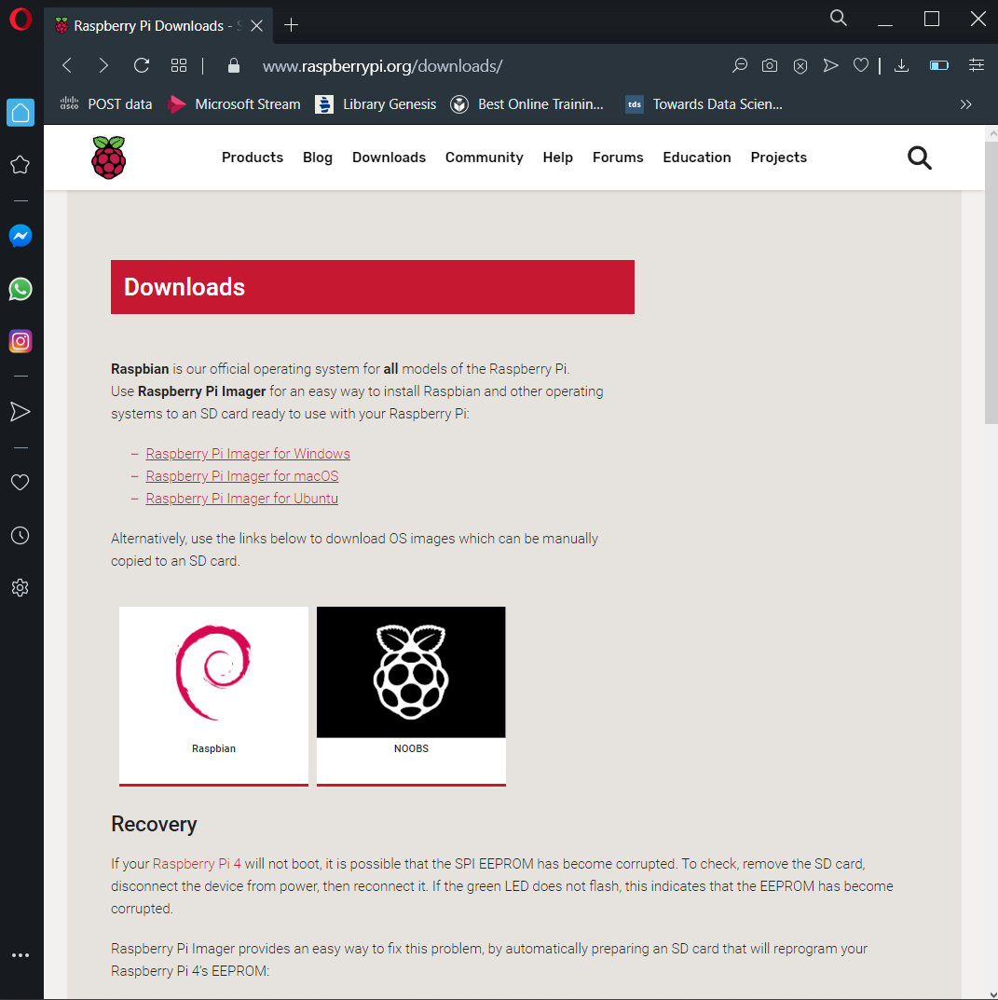 Raspberry Pi Downloads -
www.raspberrypi.org/downloads/
cisco POST data Microsoft Stream Library Genesis Best Online Trainin... tds Towards Data Scien...
Products Blog Downloads Community Help Forums Education Projects
Downloads
Raspbian is our official operating system for all models of the Raspberry Pi.
Use Raspberry Pi Imager for an easy way to install Raspbian and other operating
systems to an SD card ready to use with your Raspberry Pi:
– Raspberry Pi Imager for Windows
– Raspberry Pi Imager for macOS
– Raspberry Pi Imager for Ubuntu
Alternatively, use the links below to download OS images which can be manually
copied to an SD card.
Raspbian NOOBS
Recovery
If your Raspberry Pi 4 will not boot, it is possible that the SPI EEPROM has become corrupted. To check, remove the SD card,
disconnect the device from power, then reconnect it. If the green LED does not flash, this indicates that the EEPROM has become
corrupted.
Raspberry Pi Imager provides an easy way to fix this problem, by automatically preparing an SD card that will reprogram your
Raspberry Pi 4's EEPROM: